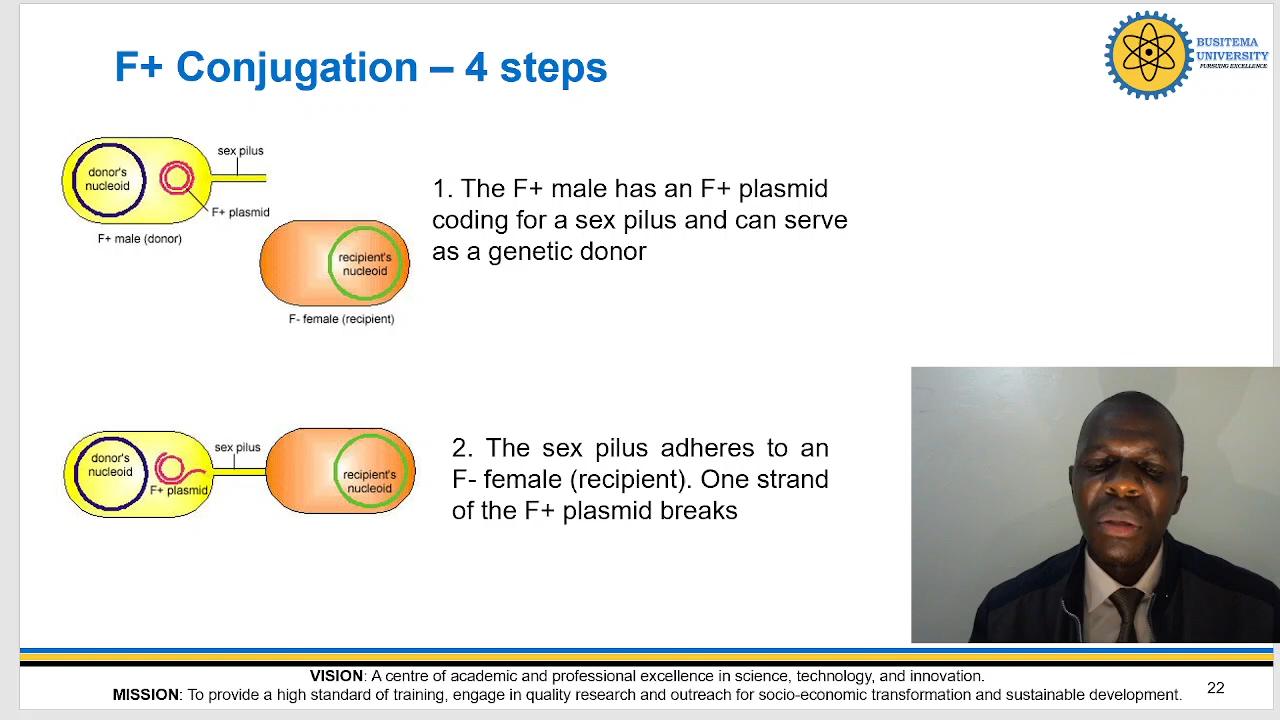 F+ Conjugation – 4 steps
BUSITEMA
UNIVERSITY
PURSUING EXCELLENCE
sex pilus
donor's
nucleoid
F+ plasmid
F+ male (donor)
recipient's
nucleoid
F- female (recipient)
1. The F+ male has an F+ plasmid
coding for a sex pilus and can serve
as a genetic donor
donor's
nucleoid
sex pilus
F+ plasmid
recipient's
nucleoid
2. The sex pilus adheres to an
F- female (recipient). One strand
of the F+ plasmid breaks
VISION: A centre of academic and professional excellence in science, technology, and innovation.
MISSION: To provide a high standard of training, engage in quality research and outreach for socio-economic transformation and sustainable development.
22